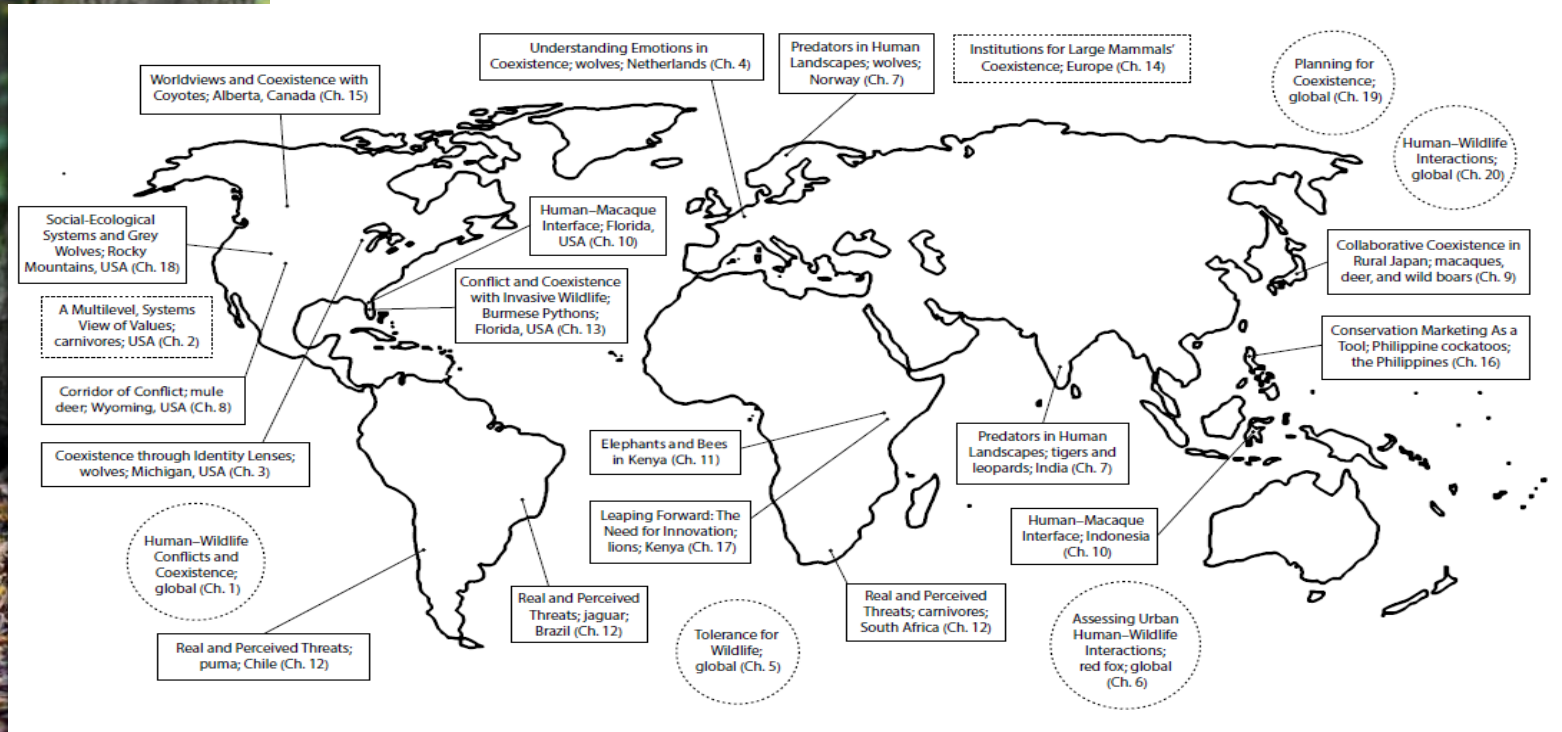 Understanding Emotions in
Coexistence; wolves; Netherlands (Ch. 4)
Predators in Human
Landscapes; wolves;
Norway (Ch. 7)
Institutions for Large Mammals’
Coexistence; Europe (Ch. 14)
Planning for
Coexistence;
global (Ch. 19)
Worldviews and Coexistence with
Coyotes; Alberta, Canada (Ch. 15)
Human–Wildlife
Interactions;
global (Ch. 20)
Social-Ecological
Systems and Grey
Wolves; Rocky
Mountains, USA (Ch. 18)
Human–Macaque
Interface; Florida,
USA (Ch. 10)
Collaborative Coexistence in
Rural Japan; macaques,
deer, and wild boars (Ch. 9)
A Multilevel, Systems
View of Values;
carnivores; USA (Ch. 2)
Conflict and Coexistence
with Invasive Wildlife;
Burmese Pythons;
Florida, USA (Ch. 13)
Conservation Marketing As a
Tool; Philippine cockatoos;
the Philippines (Ch. 16)
Corridor of Conflict; mule
deer; Wyoming, USA (Ch. 8)
Coexistence through Identity Lenses;
wolves; Michigan, USA (Ch. 3)
Elephants and Bees
in Kenya (Ch. 11)
Predators in Human
Landscapes; tigers and
leopards; India (Ch. 7)
Human–Wildlife
Conflicts and
Coexistence;
global (Ch. 1)
Leaping Forward: The
Need for Innovation;
lions; Kenya (Ch. 17)
Human–Macaque
Interface; Indonesia
(Ch. 10)
Real and Perceived Threats;
puma; Chile (Ch. 12)
Real and Perceived
Threats; jaguar;
Brazil (Ch. 12)
Tolerance for
Wildlife;
global (Ch. 5)
Real and Perceived
Threats; carnivores;
South Africa (Ch. 12)
Assessing Urban
Human–Wildlife
Interactions;
red fox; global
(Ch. 6)